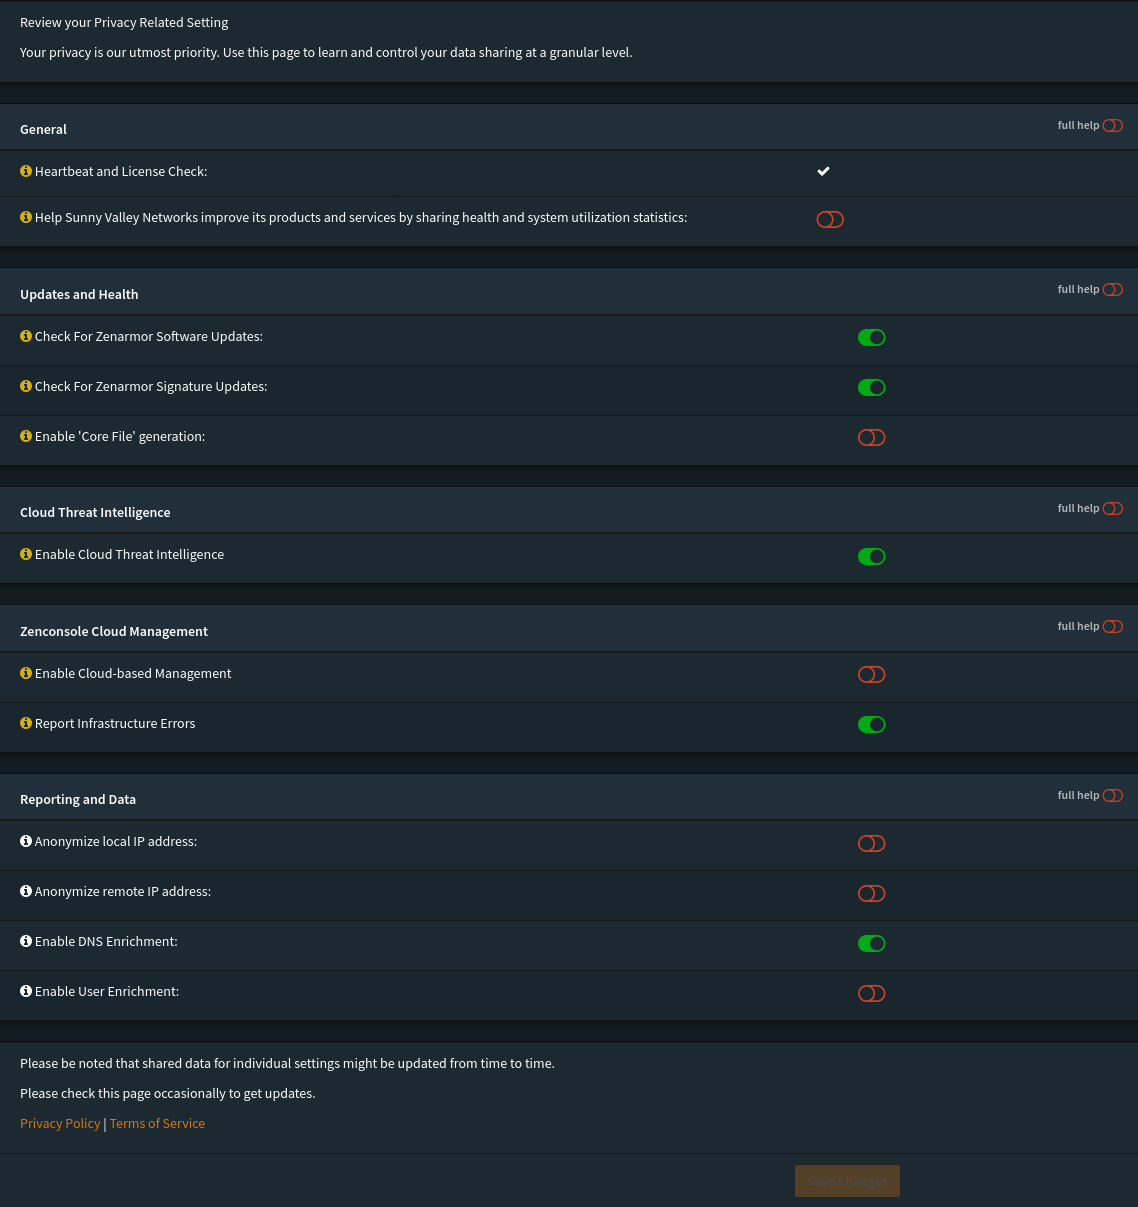 Review your Privacy Related Setting
Your privacy is our utmost priority. Use this page to learn and control your data sharing at a granular level.
General
full help
Heartbeat and License Check:
Help Sunny Valley Networks improve its products and services by sharing health and system utilization statistics:
Updates and Health
full help
Check For Zenarmor Software Updates:
Check For Zenarmor Signature Updates:
Enable 'Core File' generation:
Cloud Threat Intelligence
full help
Enable Cloud Threat Intelligence
Zenconsole Cloud Management
full help
Enable Cloud-based Management
Report Infrastructure Errors
Reporting and Data
full help
Anonymize local IP address:
Anonymize remote IP address:
Enable DNS Enrichment:
Enable User Enrichment:
Please be noted that shared data for individual settings might be updated from time to time.
Please check this page occasionally to get updates.
Privacy Policy | Terms of Service
Save Changes